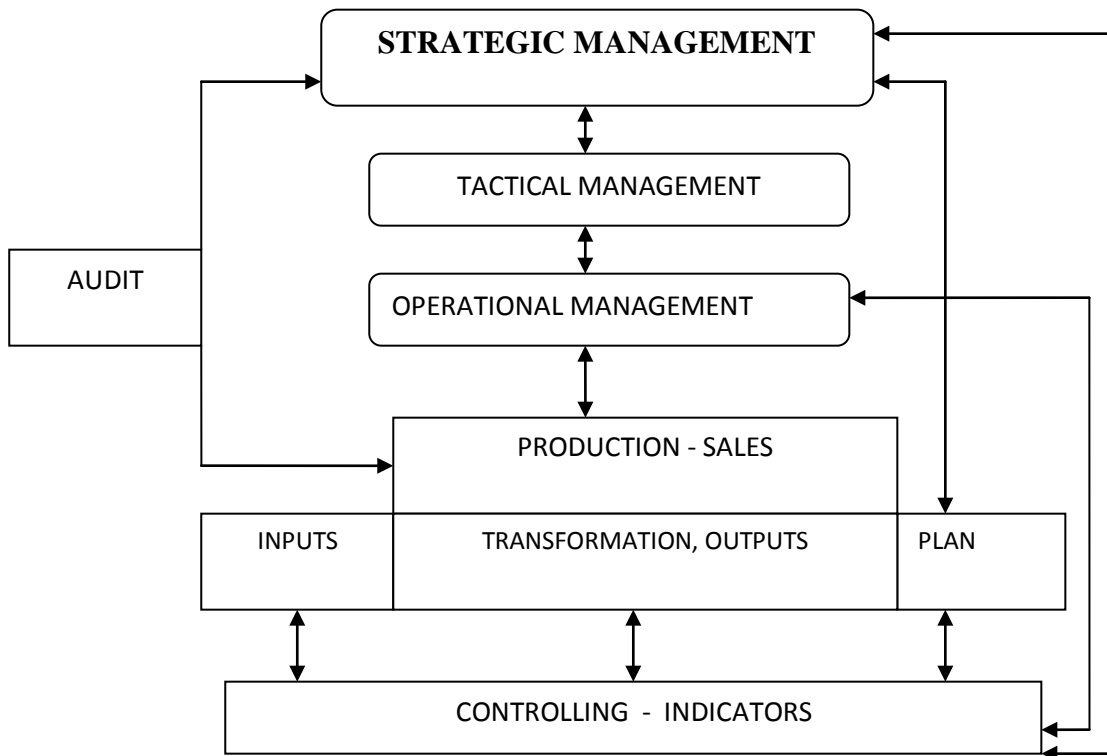 STRATEGIC MANAGEMENT
TACTICAL MANAGEMENT
AUDIT
OPERATIONAL MANAGEMENT
PRODUCTION - SALES
INPUTS
TRANSFORMATION, OUTPUTS
PLAN
CONTROLLING - INDICATORS